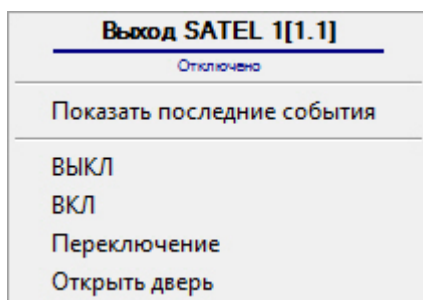 Выход SATEL 1[1.1]
Отключено
Показать последние события
ВЫКЛ
ВКЛ
Переключение
Открыть дверь